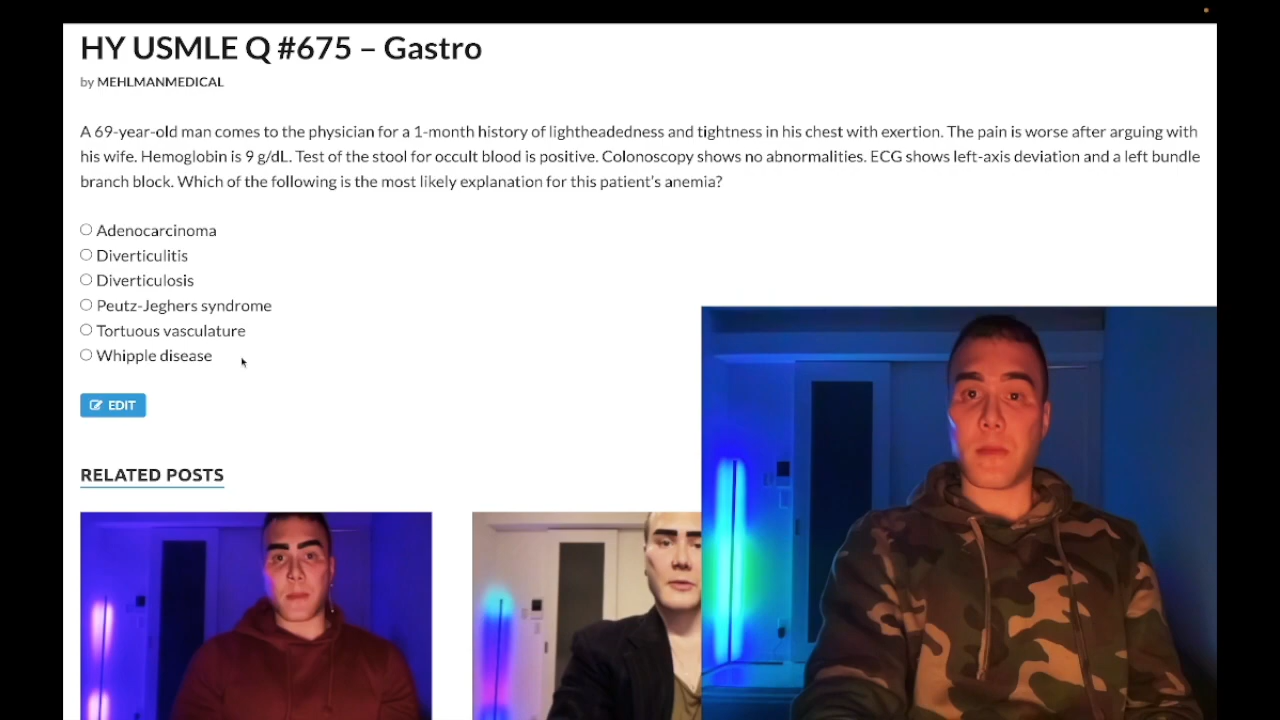 HY USMLE Q #675 – Gastro
by MEHLMANMEDICAL
A 69-year-old man comes to the physician for a 1-month history of lightheadedness and tightness in his chest with exertion. The pain is worse after arguing with
his wife. Hemoglobin is 9 g/dL. Test of the stool for occult blood is positive. Colonoscopy shows no abnormalities. ECG shows left-axis deviation and a left bundle
branch block. Which of the following is the most likely explanation for this patient's anemia?
Adenocarcinoma
Diverticulitis
Diverticulosis
Peutz-Jeghers syndrome
Tortuous vasculature
Whipple disease
EDIT
RELATED POSTS